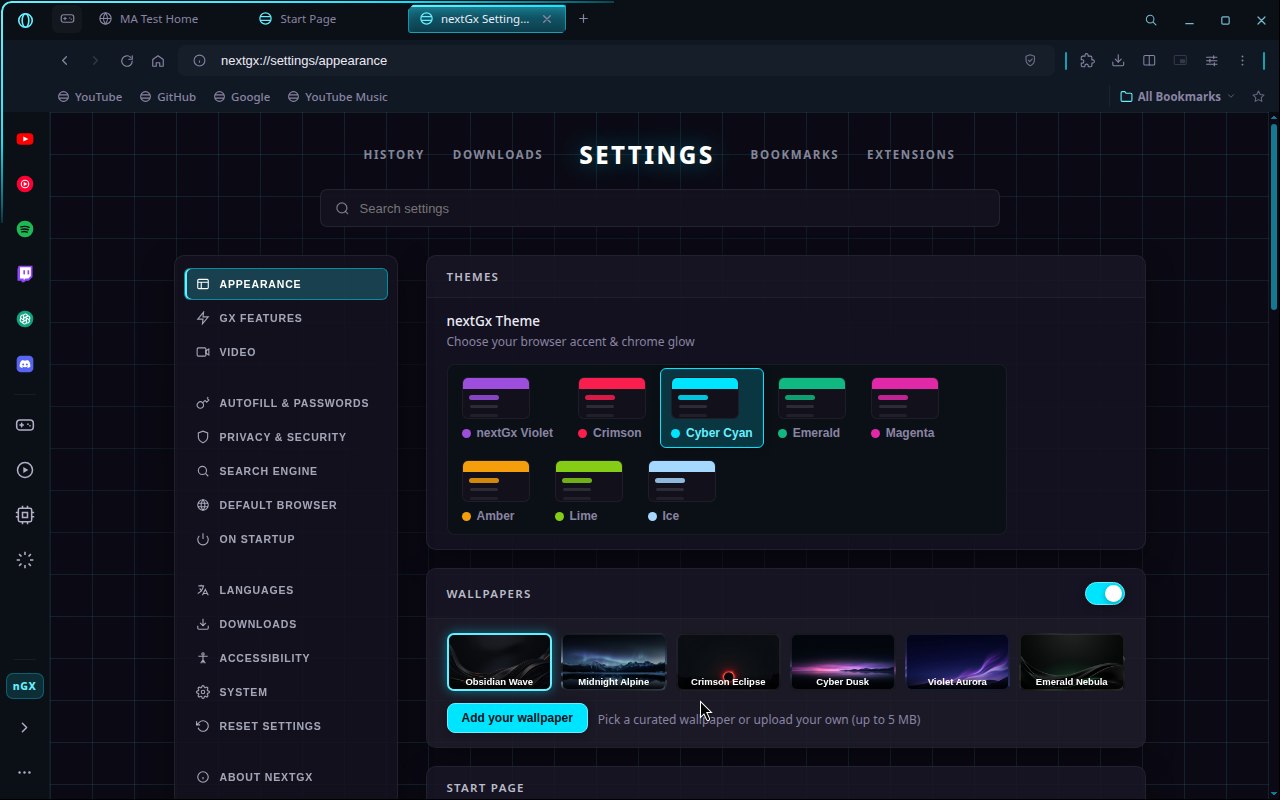 MA Test Home
Start Page
nextGx Setting...
nextgx://settings/appearance
YouTube
GitHub
Google
YouTube Music
All Bookmarks
HISTORY
DOWNLOADS
SETTINGS
BOOKMARKS
EXTENSIONS
Search settings
APPEARANCE
GX FEATURES
VIDEO
AUTOFILL & PASSWORDS
PRIVACY & SECURITY
SEARCH ENGINE
DEFAULT BROWSER
ON STARTUP
LANGUAGES
DOWNLOADS
ACCESSIBILITY
SYSTEM
RESET SETTINGS
ABOUT NEXTGX
nGX
THEMES
nextGx Theme
Choose your browser accent & chrome glow
nextGx Violet
Crimson
Cyber Cyan
Emerald
Magenta
Amber
Lime
Ice
WALLPAPERS
Obsidian Wave
Midnight Alpine
Crimson Eclipse
Cyber Dusk
Violet Aurora
Emerald Nebula
Add your wallpaper
Pick a curated wallpaper or upload your own (up to 5 MB)
START PAGE